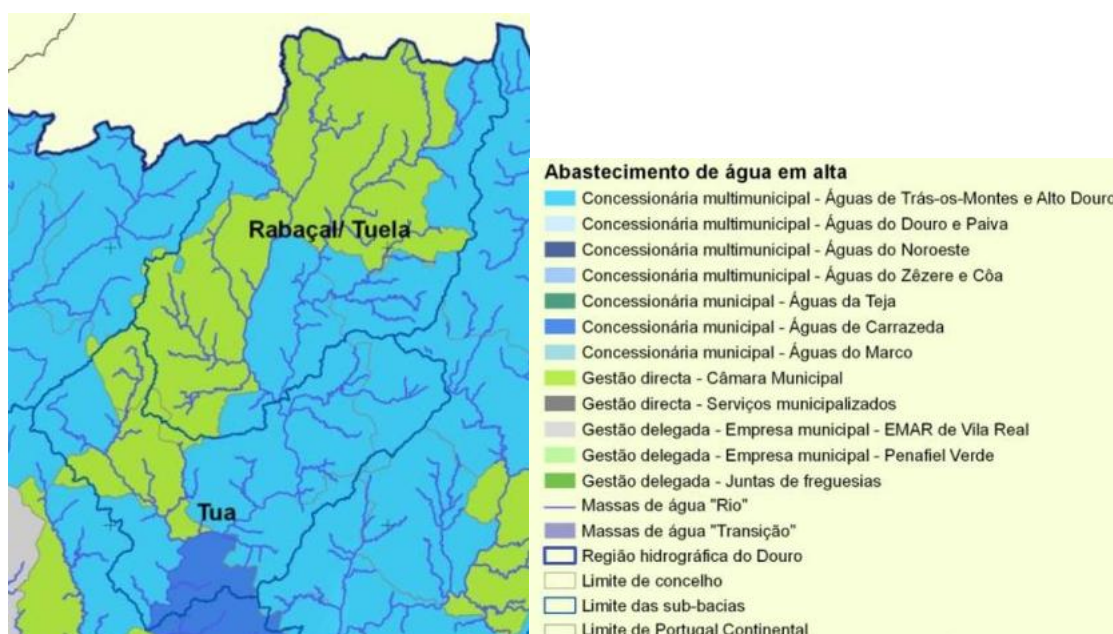 Rabaçal/ Tuela
Tua
Abastecimento de água em alta
Concessionária multimunicipal - Águas de Trás-os-Montes e Alto Douro
Concessionária multimunicipal - Águas do Douro e Paiva
Concessionária multimunicipal - Águas do Noroeste
Concessionária multimunicipal - Águas do Zêzere e Côa
Concessionária municipal - Águas da Teja
Concessionária municipal - Águas de Carrazeda
Concessionária municipal - Águas do Marco
Gestão directa - Câmara Municipal
Gestão directa - Serviços municipalizados
Gestão delegada - Empresa municipal - EMAR de Vila Real
Gestão delegada - Empresa municipal - Penafiel Verde
Gestão delegada - Juntas de freguesias
Massas de água "Rio"
Massas de água "Transição"
Região hidrográfica do Douro
Limite de concelho
Limite das sub-bacias
Limite de Portugal Continental